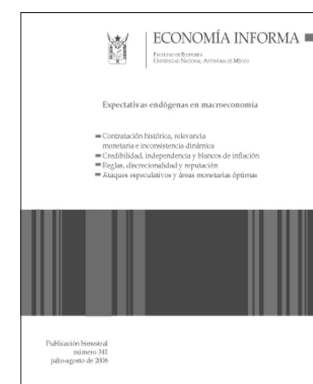 ECONOMÍA INFORMA
FACULTAD DE ECONOMÍA
UNIVERSIDAD NACIONAL AUTÓNOMA DE MÉXICO
Expectativas endógenas en macroeconomía
Contratación histórica, relevancia
monetaria e inconsistencia dinámica
Credibilidad, independencia y blancos de inflación
Reglas, discrecionalidad y reputación
Ataques especulativos y áreas monetarias óptimas
Publicación bimestral
número 341
julio-agosto de 2006